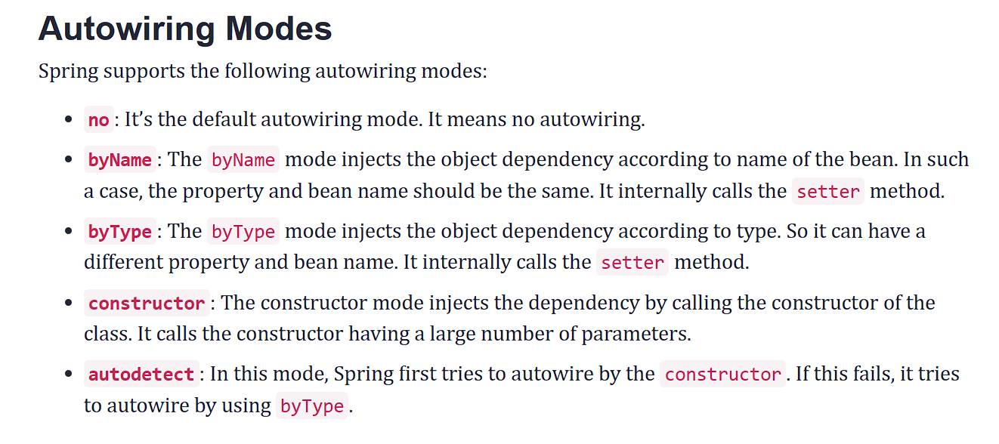 Autowiring Modes
Spring supports the following autowiring modes:
• no: It’s the default autowiring mode. It means no autowiring.
• byName: The byName mode injects the object dependency according to name of the bean. In such
a case, the property and bean name should be the same. It internally calls the setter method.
• byType: The byType mode injects the object dependency according to type. So it can have a
different property and bean name. It internally calls the setter method.
• constructor: The constructor mode injects the dependency by calling the constructor of the
class. It calls the constructor having a large number of parameters.
• autodetect: In this mode, Spring first tries to autowire by the constructor. If this fails, it tries
to autowire by using byType.